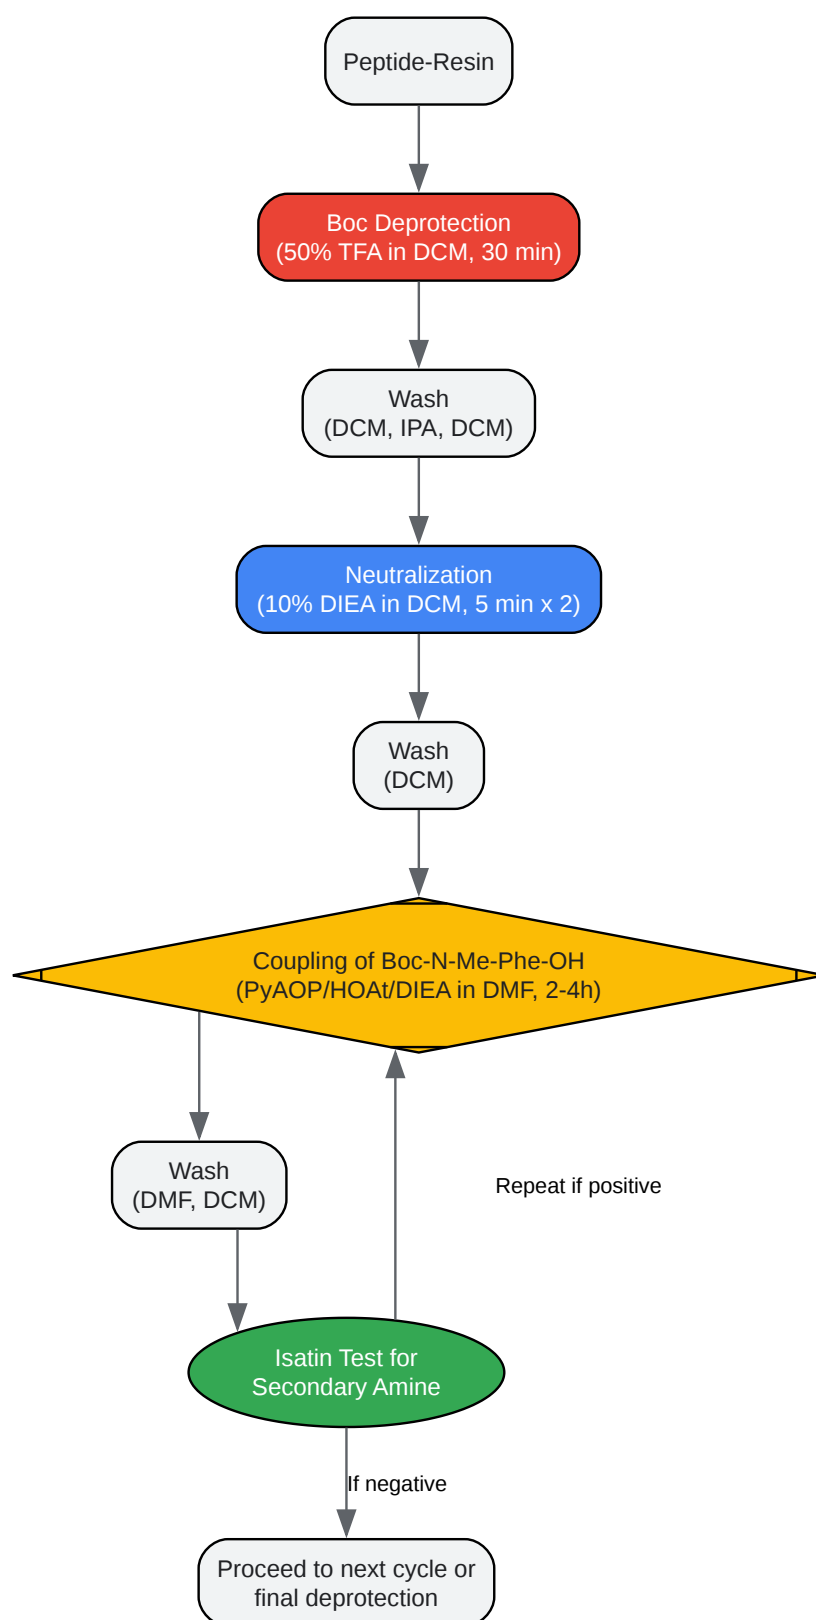 Peptide-Resin
Boc Deprotection
(50% TFA in DCM, 30 min)
Wash
(DCM, IPA, DCM)
Neutralization
(10% DIEA in DCM, 5 min x 2)
Wash
(DCM)
Coupling of Boc-N-Me-Phe-OH
(PyAOP/HOAt/DIEA in DMF, 2-4h)
Wash
(DMF, DCM)
Repeat if positive
Isatin Test for
Secondary Amine
If negative
Proceed to next cycle or
final deprotection